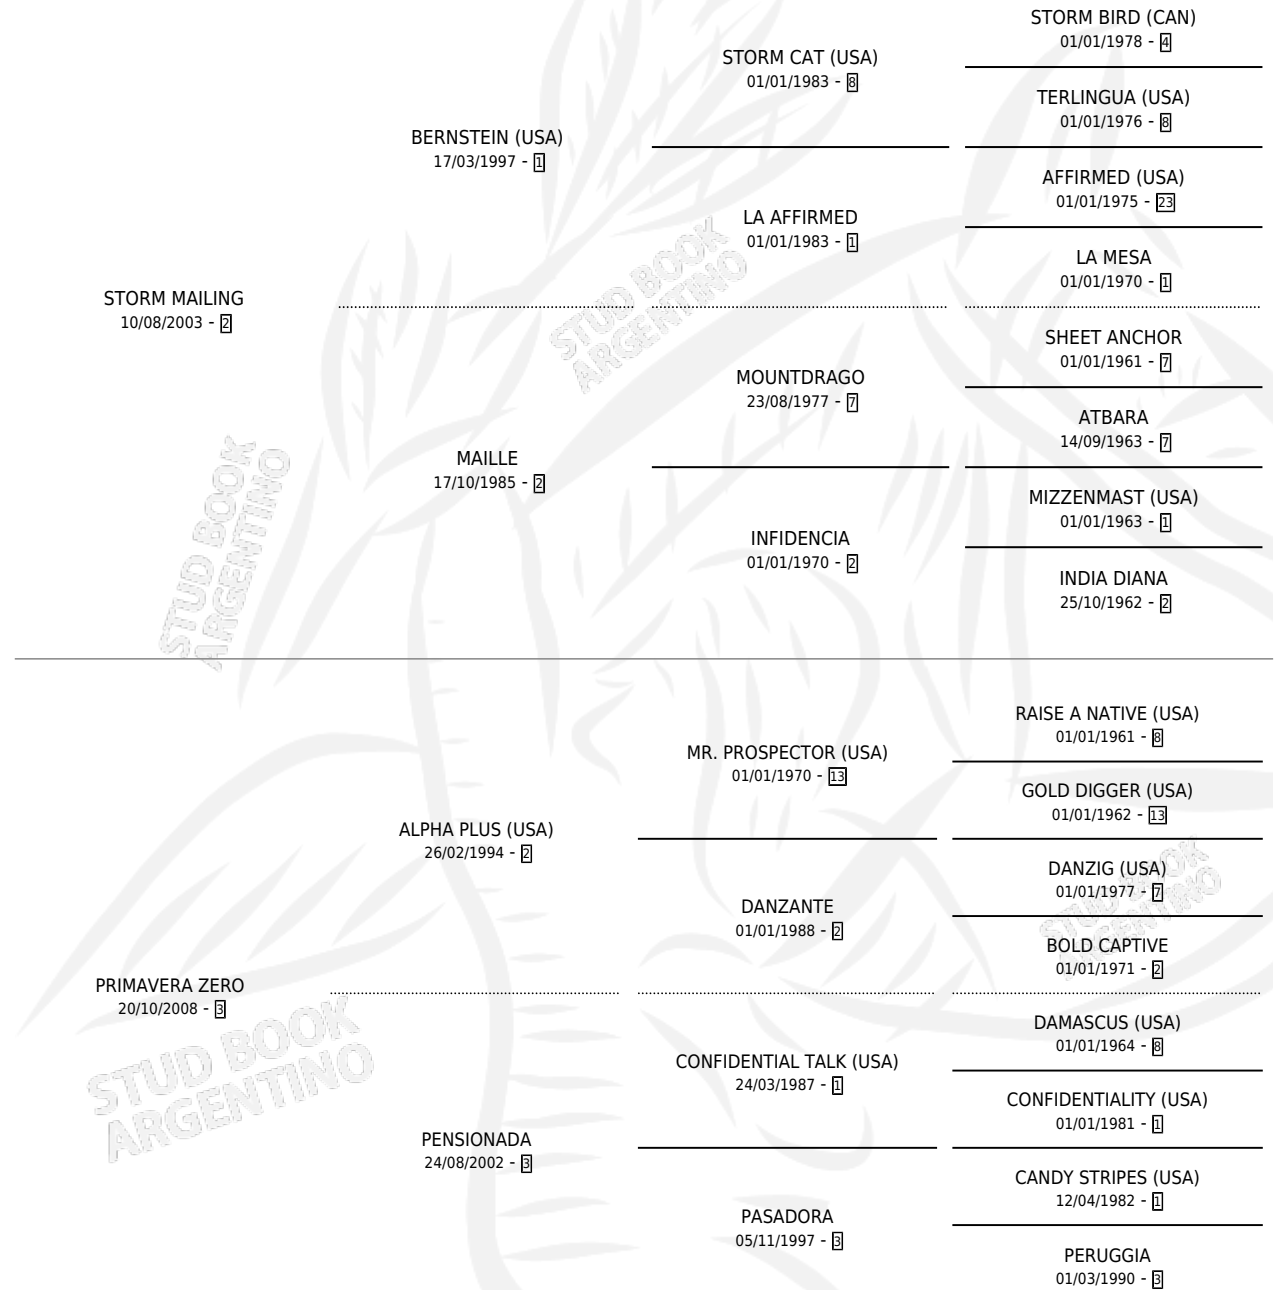 STORM BIRD (CAN)
01/01/1978 - 4
STORM CAT (USA)
01/01/1983 - 8
TERLINGUA (USA)
01/01/1976 - 8
BERNSTEIN (USA)
17/03/1997 - 1
AFFIRMED (USA)
01/01/1975 - 23
LA AFFIRMED
01/01/1983 - 1
LA MESA
01/01/1970 - 1
STORM MAILING
10/08/2003 - 2
SHEET ANCHOR
01/01/1961 - 7
MOUNTDRAGO
23/08/1977 - 7
ATBARA
14/09/1963 - 7
MAILLE
17/10/1985 - 2
MIZZENMAST (USA)
01/01/1963 - 1
INFIDENCIA
01/01/1970 - 2
INDIA DIANA
25/10/1962 - 2
RAISE A NATIVE (USA)
01/01/1961 - 8
MR. PROSPECTOR (USA)
01/01/1970 - 13
GOLD DIGGER (USA)
01/01/1962 - 13
ALPHA PLUS (USA)
26/02/1994 - 2
DANZIG (USA)
01/01/1977 - 7
DANZANTE
01/01/1988 - 2
BOLD CAPTIVE
01/01/1971 - 2
PRIMAVERA ZERO
20/10/2008 - 3
DAMASCUS (USA)
01/01/1964 - 8
CONFIDENTIAL TALK (USA)
24/03/1987 - 1
CONFIDENTIALITY (USA)
01/01/1981 - 1
PENSIONADA
24/08/2002 - 3
CANDY STRIPES (USA)
12/04/1982 - 1
PASADORA
05/11/1997 - 3
PERUGGIA
01/03/1990 - 3
STUD BOOK
ARGENTINO
STUD BOOK
ARGENTINO
STUD BOOK
ARGENTINO
STUD BOOK
ARGENTINO